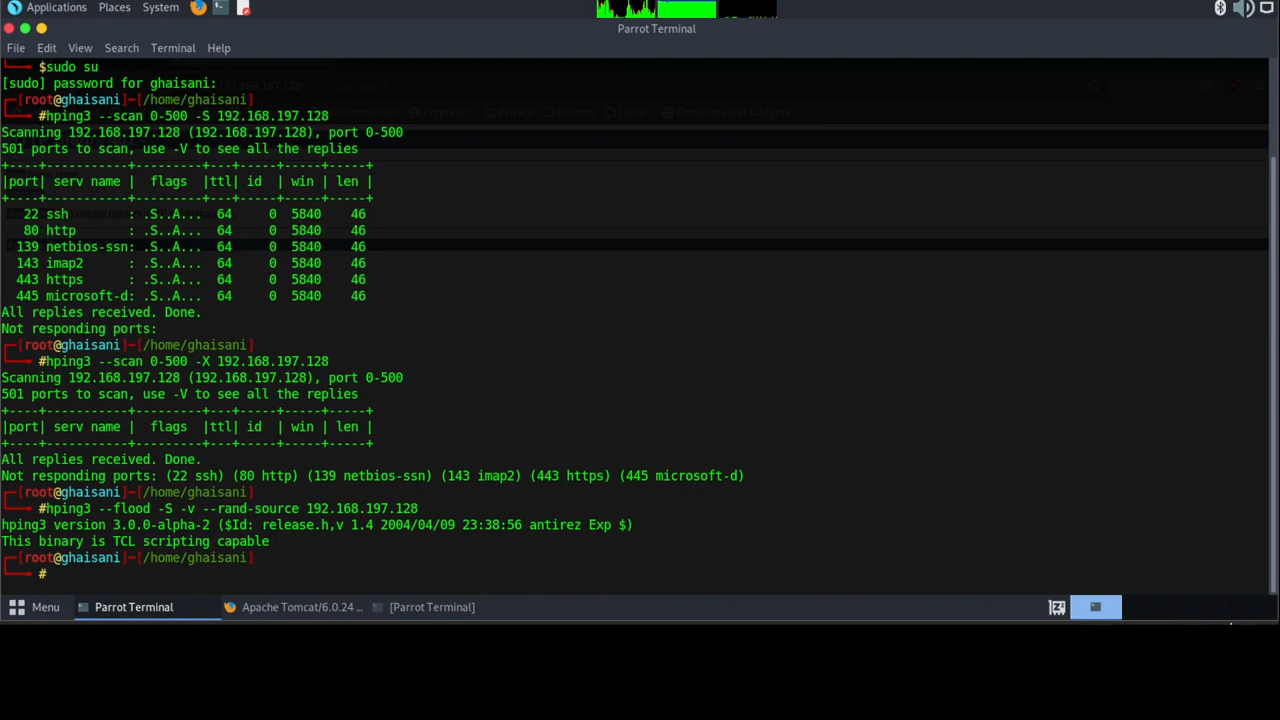 Applications Places System
Parrot Terminal
File Edit View Search Terminal Help
$sudo su
[sudo] password for ghaisani:
[root@ghaisani]─[/home/ghaisani]
#hping3 --scan 0-500 -S 192.168.197.128
Scanning 192.168.197.128 (192.168.197.128), port 0-500
501 ports to scan, use -V to see all the replies
+----+-----------+---------+---+-----+-----+-----+
|port| serv name |  flags  |ttl| id  | win | len |
+----+-----------+---------+---+-----+-----+-----+
22 ssh        : .S..A...  64     0  5840    46
80 http       : .S..A...  64     0  5840    46
139 netbios-ssn: .S..A...  64     0  5840    46
143 imap2      : .S..A...  64     0  5840    46
443 https      : .S..A...  64     0  5840    46
445 microsoft-d: .S..A...  64     0  5840    46
All replies received. Done.
Not responding ports:
[root@ghaisani]─[/home/ghaisani]
#hping3 --scan 0-500 -X 192.168.197.128
Scanning 192.168.197.128 (192.168.197.128), port 0-500
501 ports to scan, use -V to see all the replies
+----+-----------+---------+---+-----+-----+-----+
|port| serv name |  flags  |ttl| id  | win | len |
+----+-----------+---------+---+-----+-----+-----+
All replies received. Done.
Not responding ports: (22 ssh) (80 http) (139 netbios-ssn) (143 imap2) (443 https) (445 microsoft-d)
[root@ghaisani]─[/home/ghaisani]
#hping3 --flood -S -v --rand-source 192.168.197.128
hping3 version 3.0.0-alpha-2 ($Id: release.h,v 1.4 2004/04/09 23:38:56 antirez Exp $)
This binary is TCL scripting capable
[root@ghaisani]─[/home/ghaisani]
#
Menu Parrot Terminal Apache Tomcat/6.0.24 ... [Parrot Terminal]